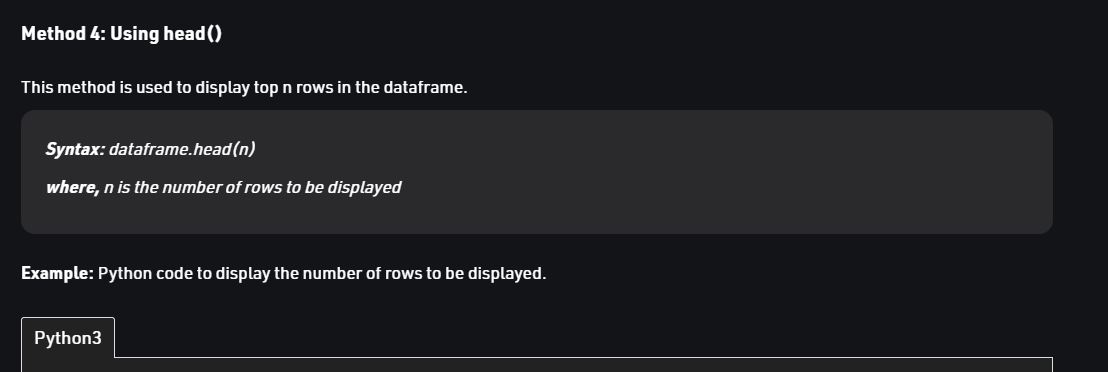 Method 4: Using head()
This method is used to display top n rows in the dataframe.
Syntax: dataframe.head(n)
where, n is the number of rows to be displayed
Example: Python code to display the number of rows to be displayed.
Python3